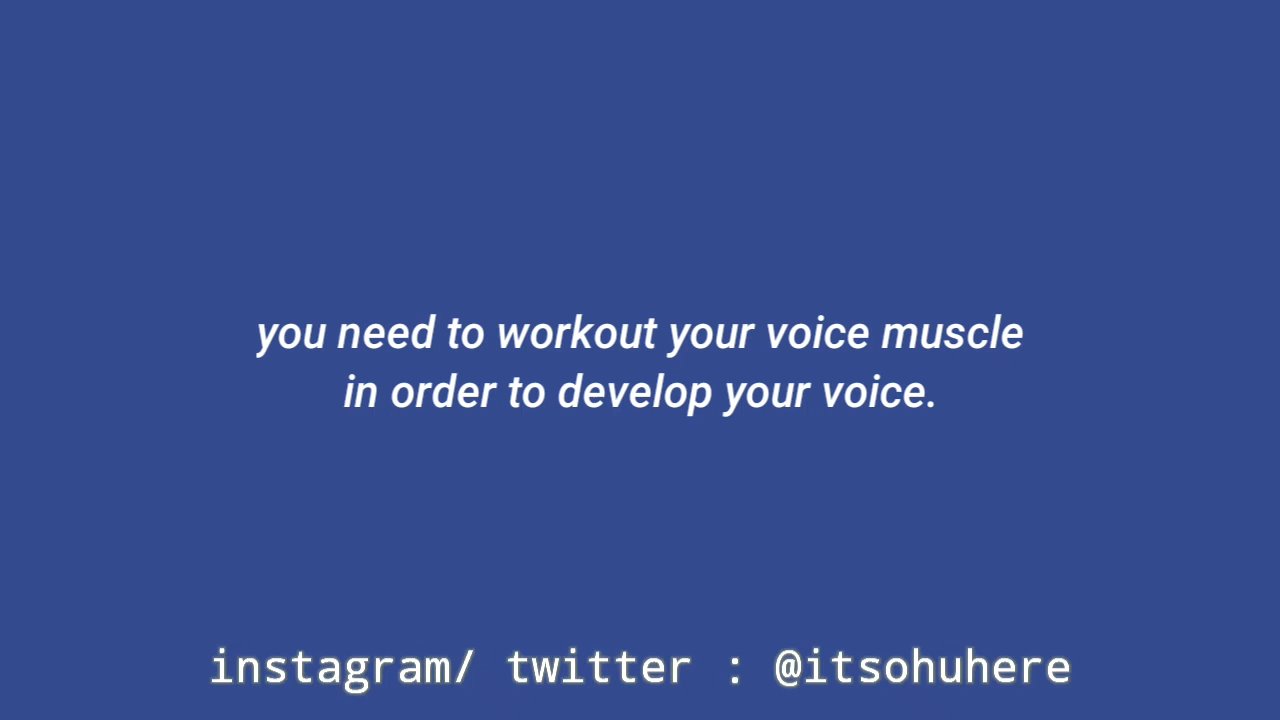 you need to workout your voice muscle
in order to develop your voice.
instagram/ twitter : @itsohuhere